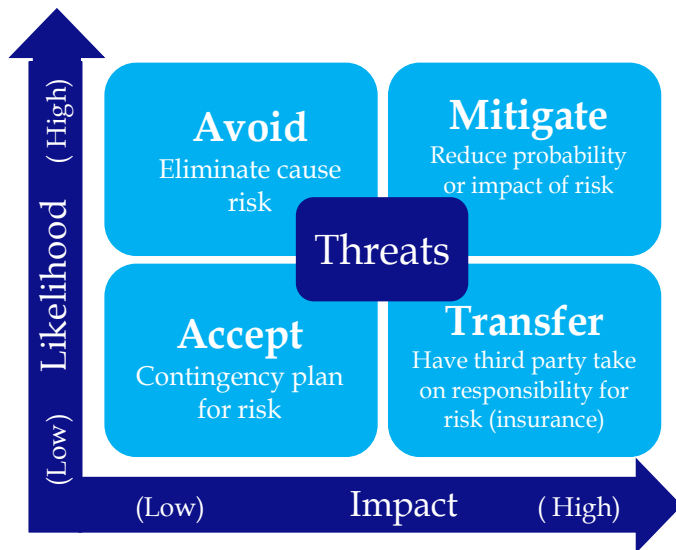 Likelihood
( High)
(Low)
Avoid
Eliminate cause
risk
Mitigate
Reduce probability
or impact of risk
Threats
Accept
Contingency plan
for risk
Transfer
Have third party take
on responsibility for
risk (insurance)
(Low)
Impact
( High)